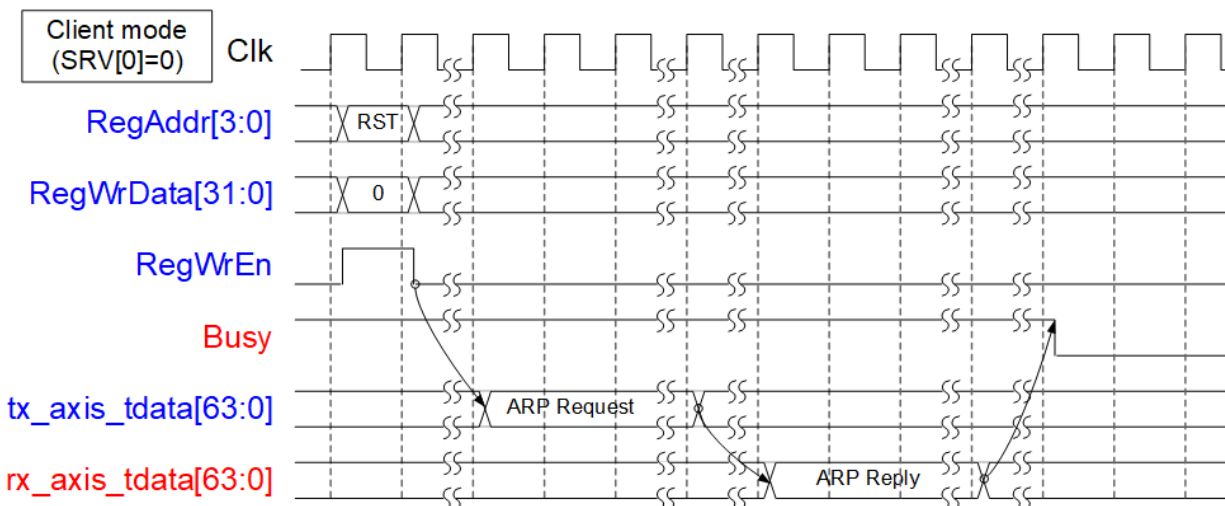 Client mode
(SRV[0]=0)
Clk
RegAddr[3:0]
RST
RegWrData[31:0]
0
RegWrEn
Busy
tx_axis_tdata[63:0]
ARP Request
rx_axis_tdata[63:0]
ARP Reply